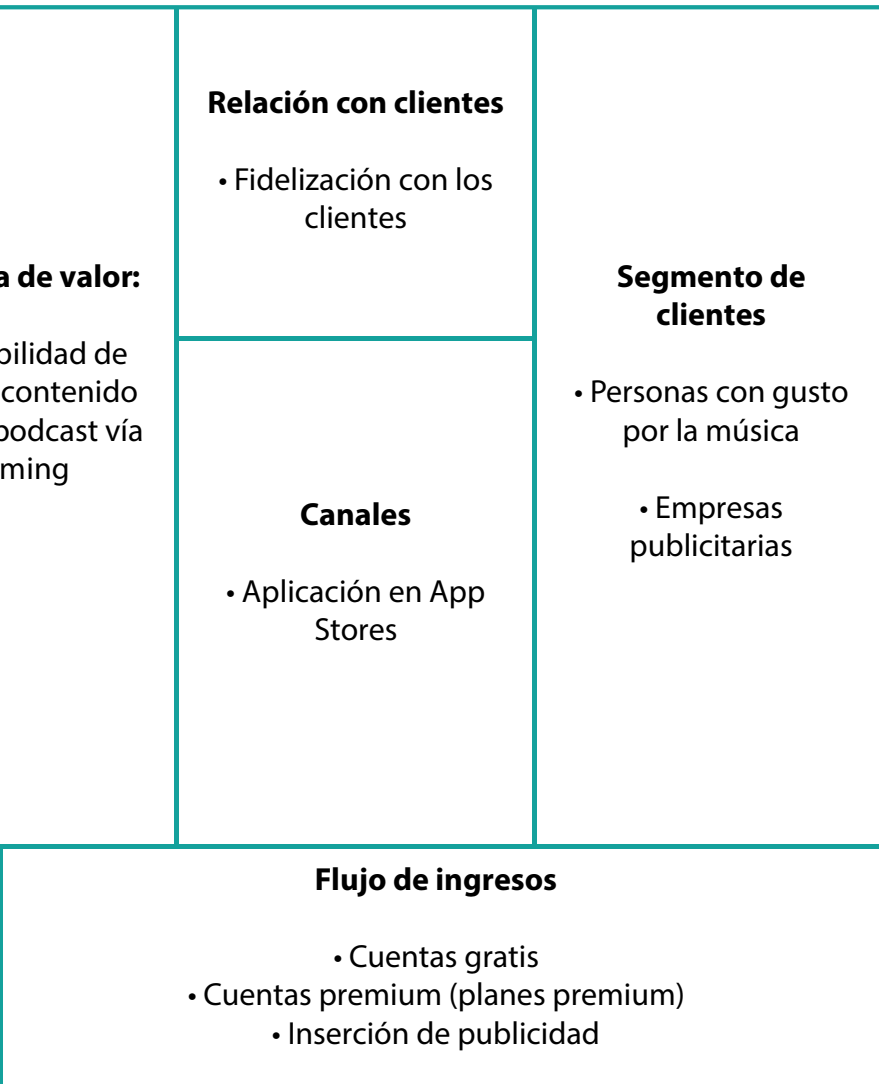 a de valor:
bilidad de
contenido
podcast vía
ming
Relación con clientes
• Fidelización con los
clientes
Canales
• Aplicación en App
Stores
Segmento de
clientes
• Personas con gusto
por la música
• Empresas
publicitarias
Flujo de ingresos
• Cuentas gratis
• Cuentas premium (planes premium)
• Inserción de publicidad